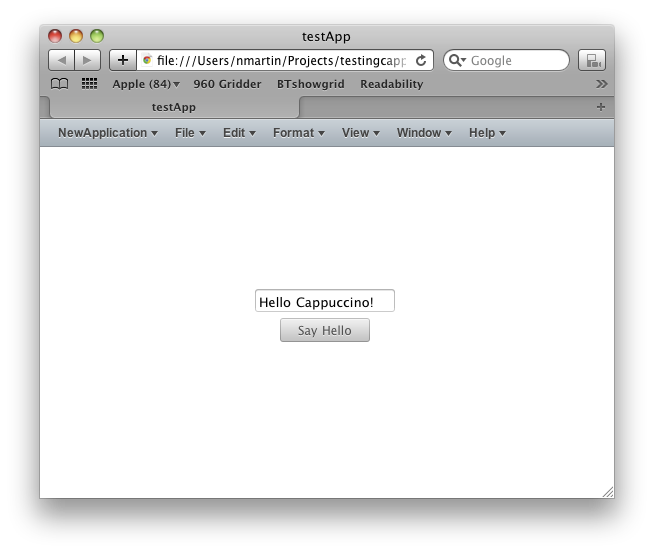 testApp
file:///Users/nmartin/Projects/testingcapp
Google
Apple (84) 960 Gridder BTshowgrid Readability
testApp
NewApplication File Edit Format View Window Help
Hello Cappuccino!
Say Hello